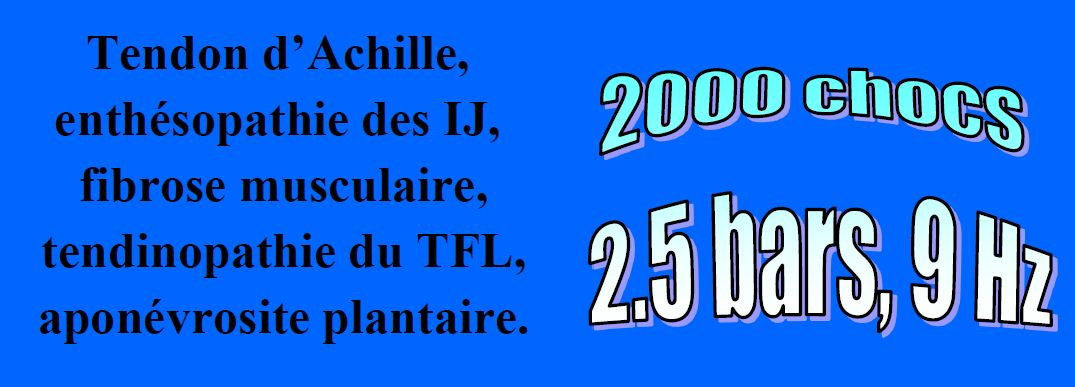 Tendon d’Achille,
enthésopathie des IJ,
fibrose musculaire,
tendinopathie du TFL,
aponévrosite plantaire.
2000 chocs
2.5 bars, 9 Hz